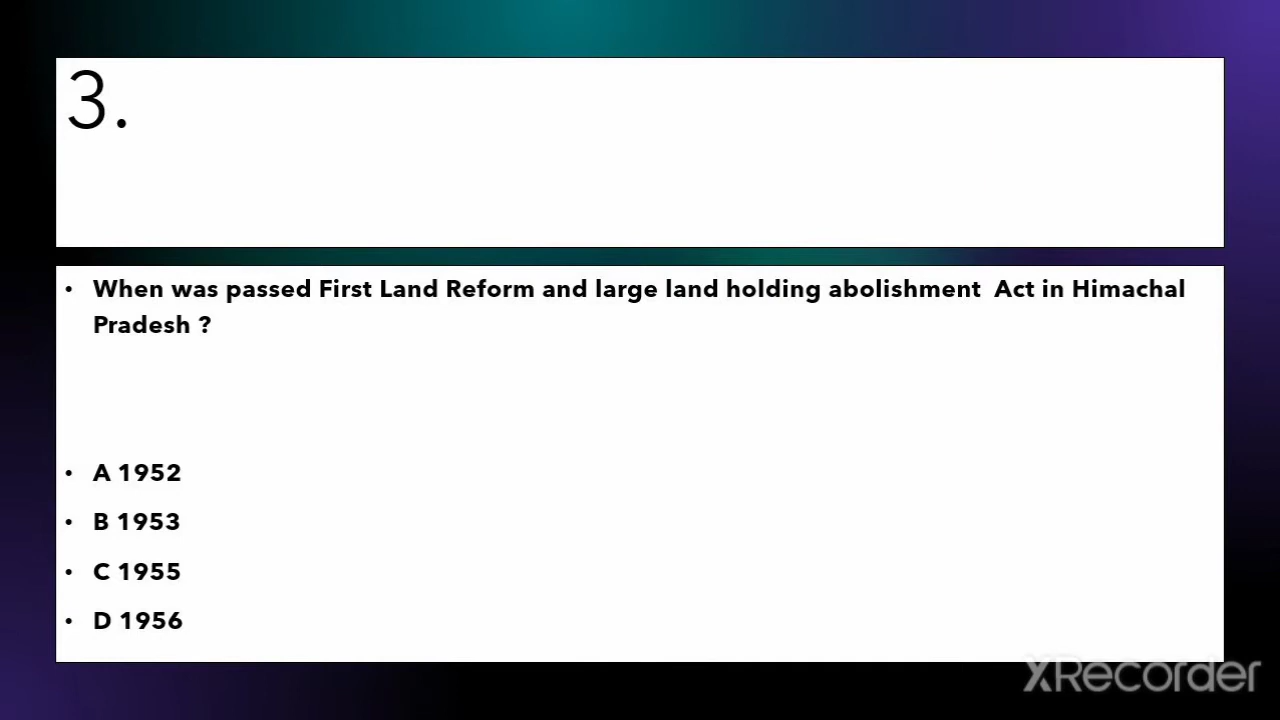 3.
• When was passed First Land Reform and large land holding abolishment Act in Himachal
Pradesh ?
• A 1952
• B 1953
• C 1955
• D 1956
XRecorder